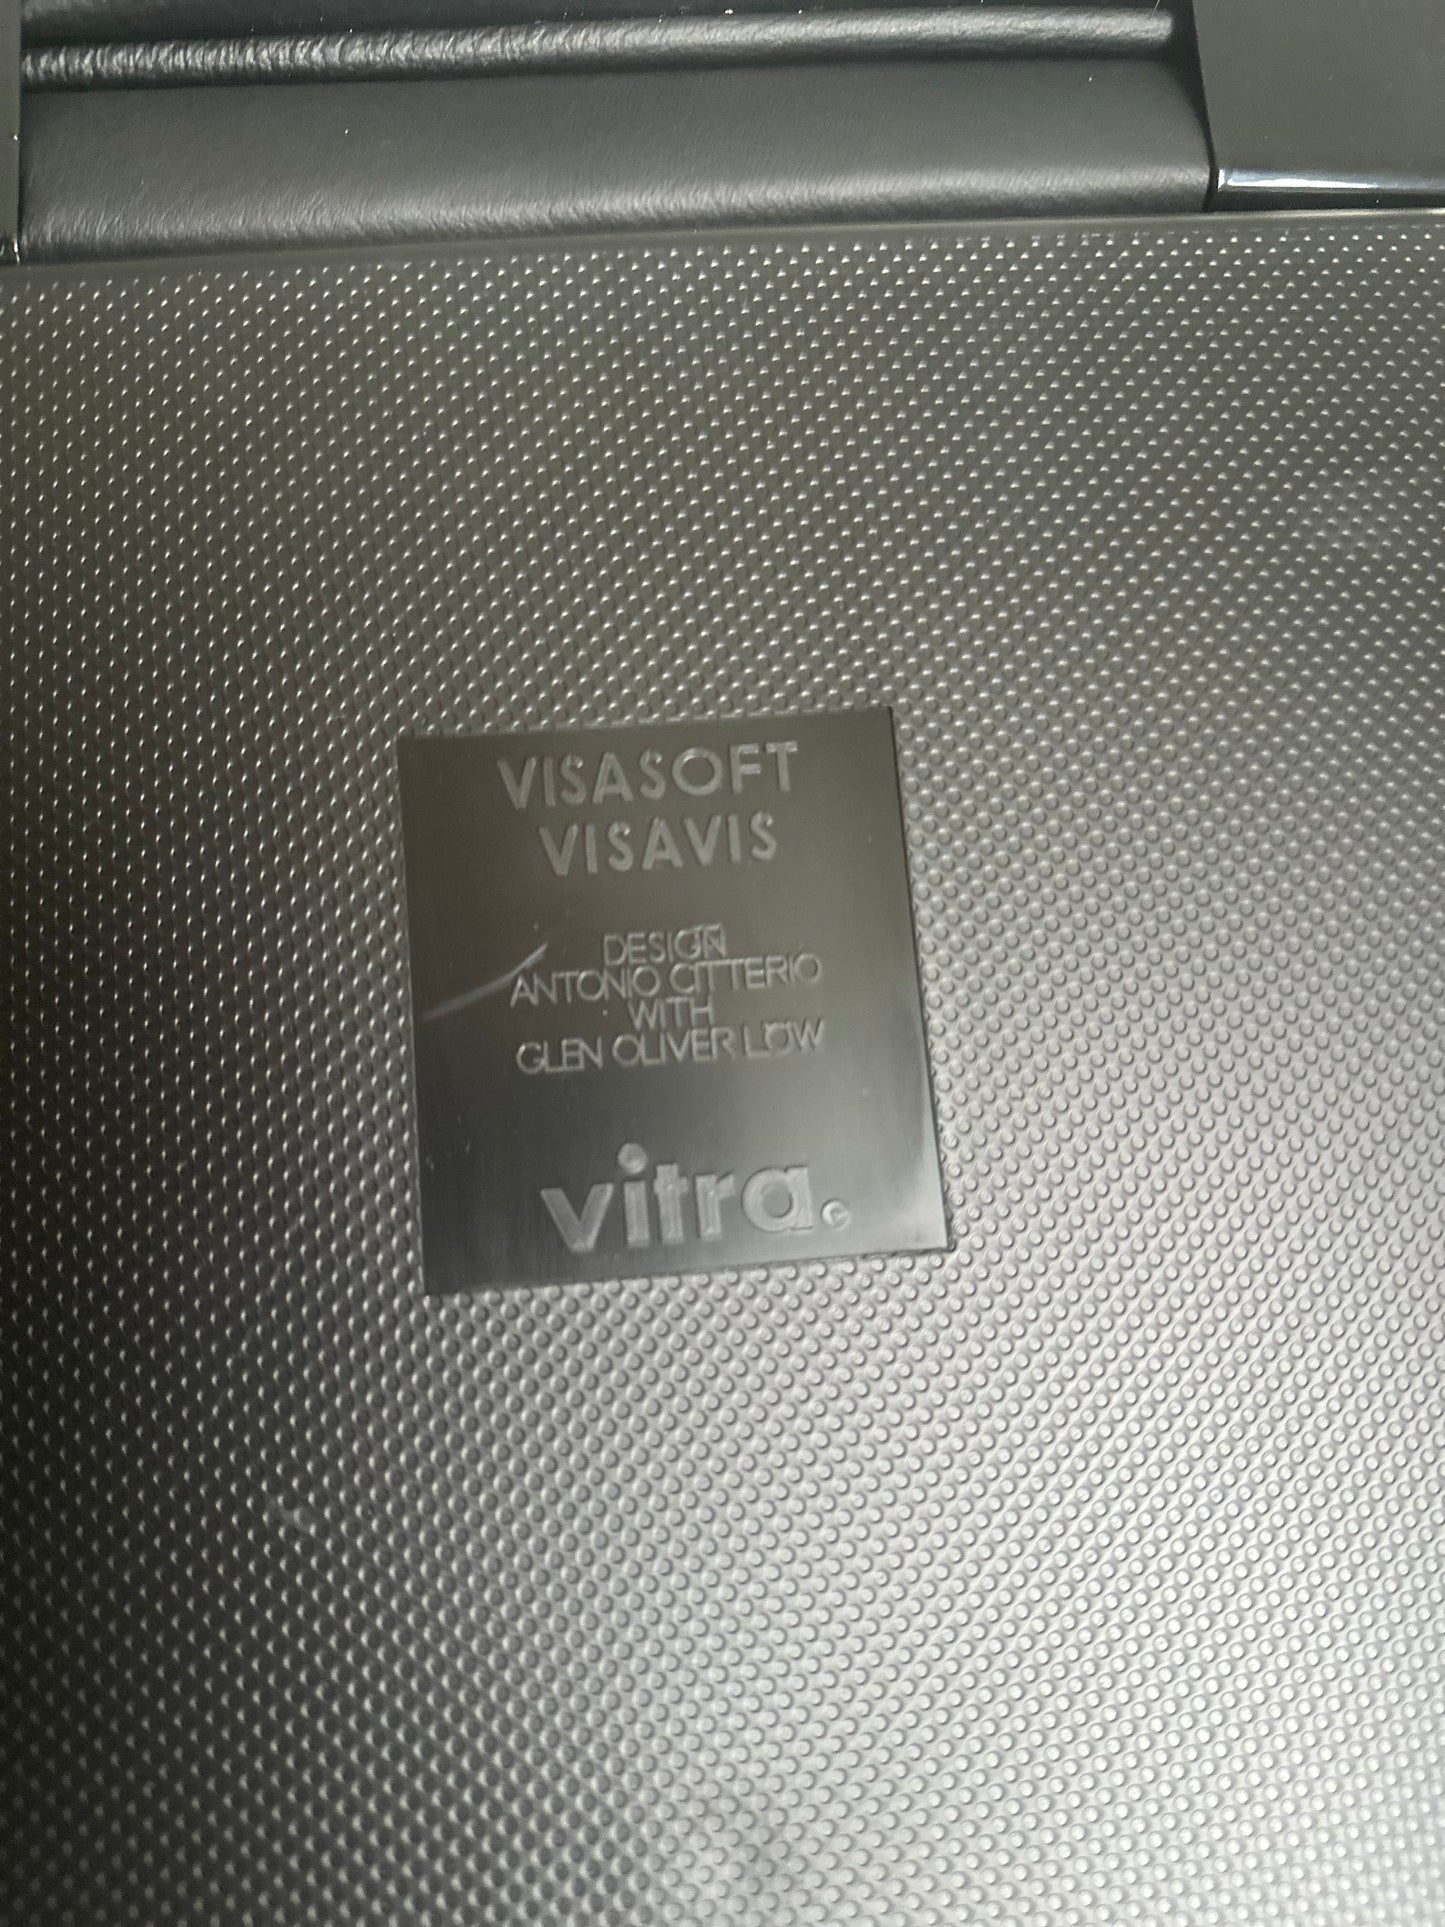 VISASOFT
VISAVIS
DESIGN
ANTONIO CITTERIO
WITH
GLEN OLIVER LÖW
vitra.